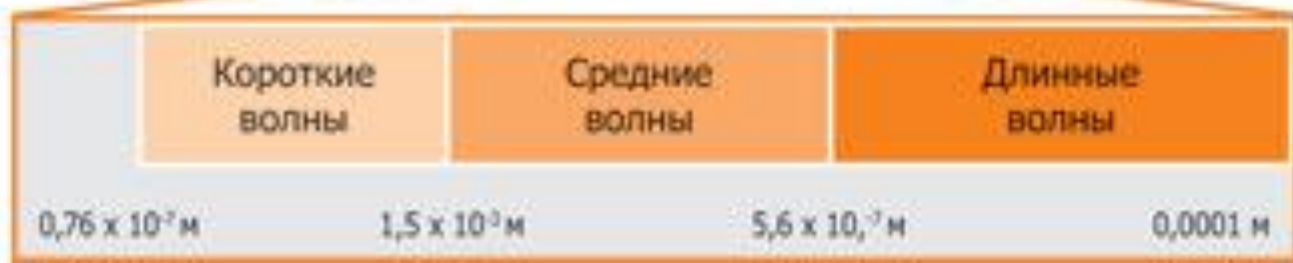 Короткие
волны
Средние
волны
Длинные
волны
0,76 х 10⁻⁷ м 1,5 х 10⁻³ м 5,6 х 10,⁻⁷ м 0,0001 м